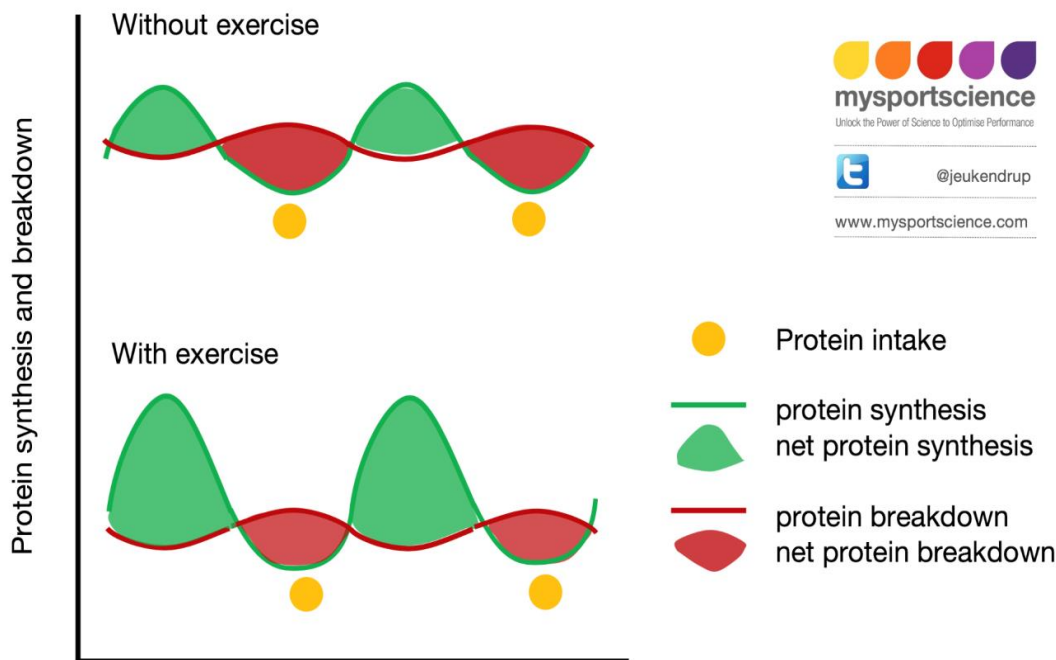 Without exercise
mysportscience
Unlock the Power of Science to Optimise Performance
@jeukendrup
www.mysportscience.com
Protein synthesis and breakdown
With exercise
Protein intake
protein synthesis
net protein synthesis
protein breakdown
net protein breakdown